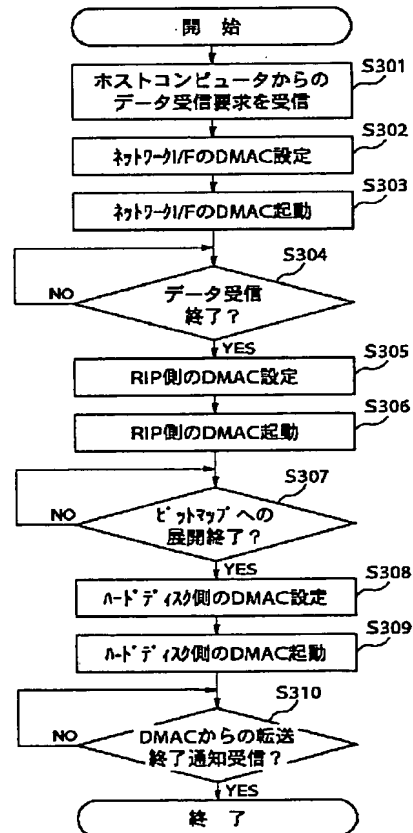 開 始
S301
ホストコンピュータからの
データ受信要求を受信
S302
ネットワークI/FのDMAC設定
S303
ネットワークI/FのDMAC起動
S304
データ受信
終了？
NO
YES
S305
RIP側のDMAC設定
S306
RIP側のDMAC起動
S307
ビットマップへの
展開終了？
NO
YES
S308
ハードディスク側のDMAC設定
S309
ハードディスク側のDMAC起動
S310
DMACからの転送
終了通知受信？
NO
YES
終 了